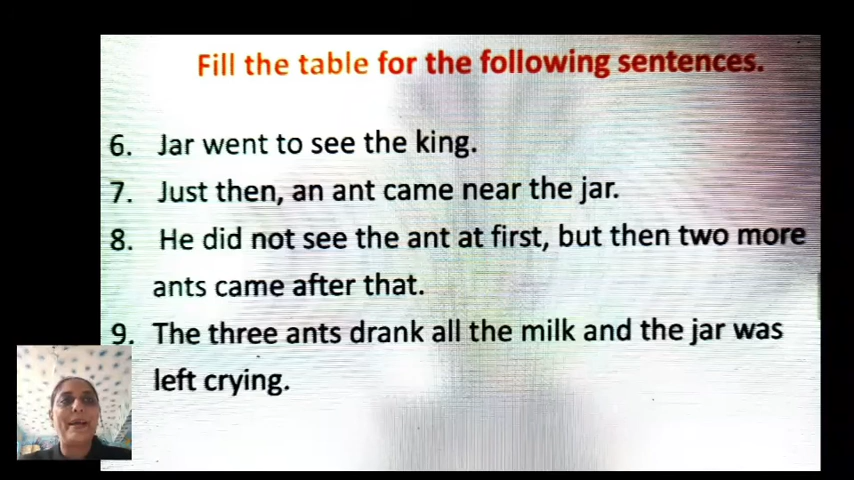 Fill the table for the following sentences.
6. Jar went to see the king.
7. Just then, an ant came near the jar.
8. He did not see the ant at first, but then two more
ants came after that.
9. The three ants drank all the milk and the jar was
left crying.